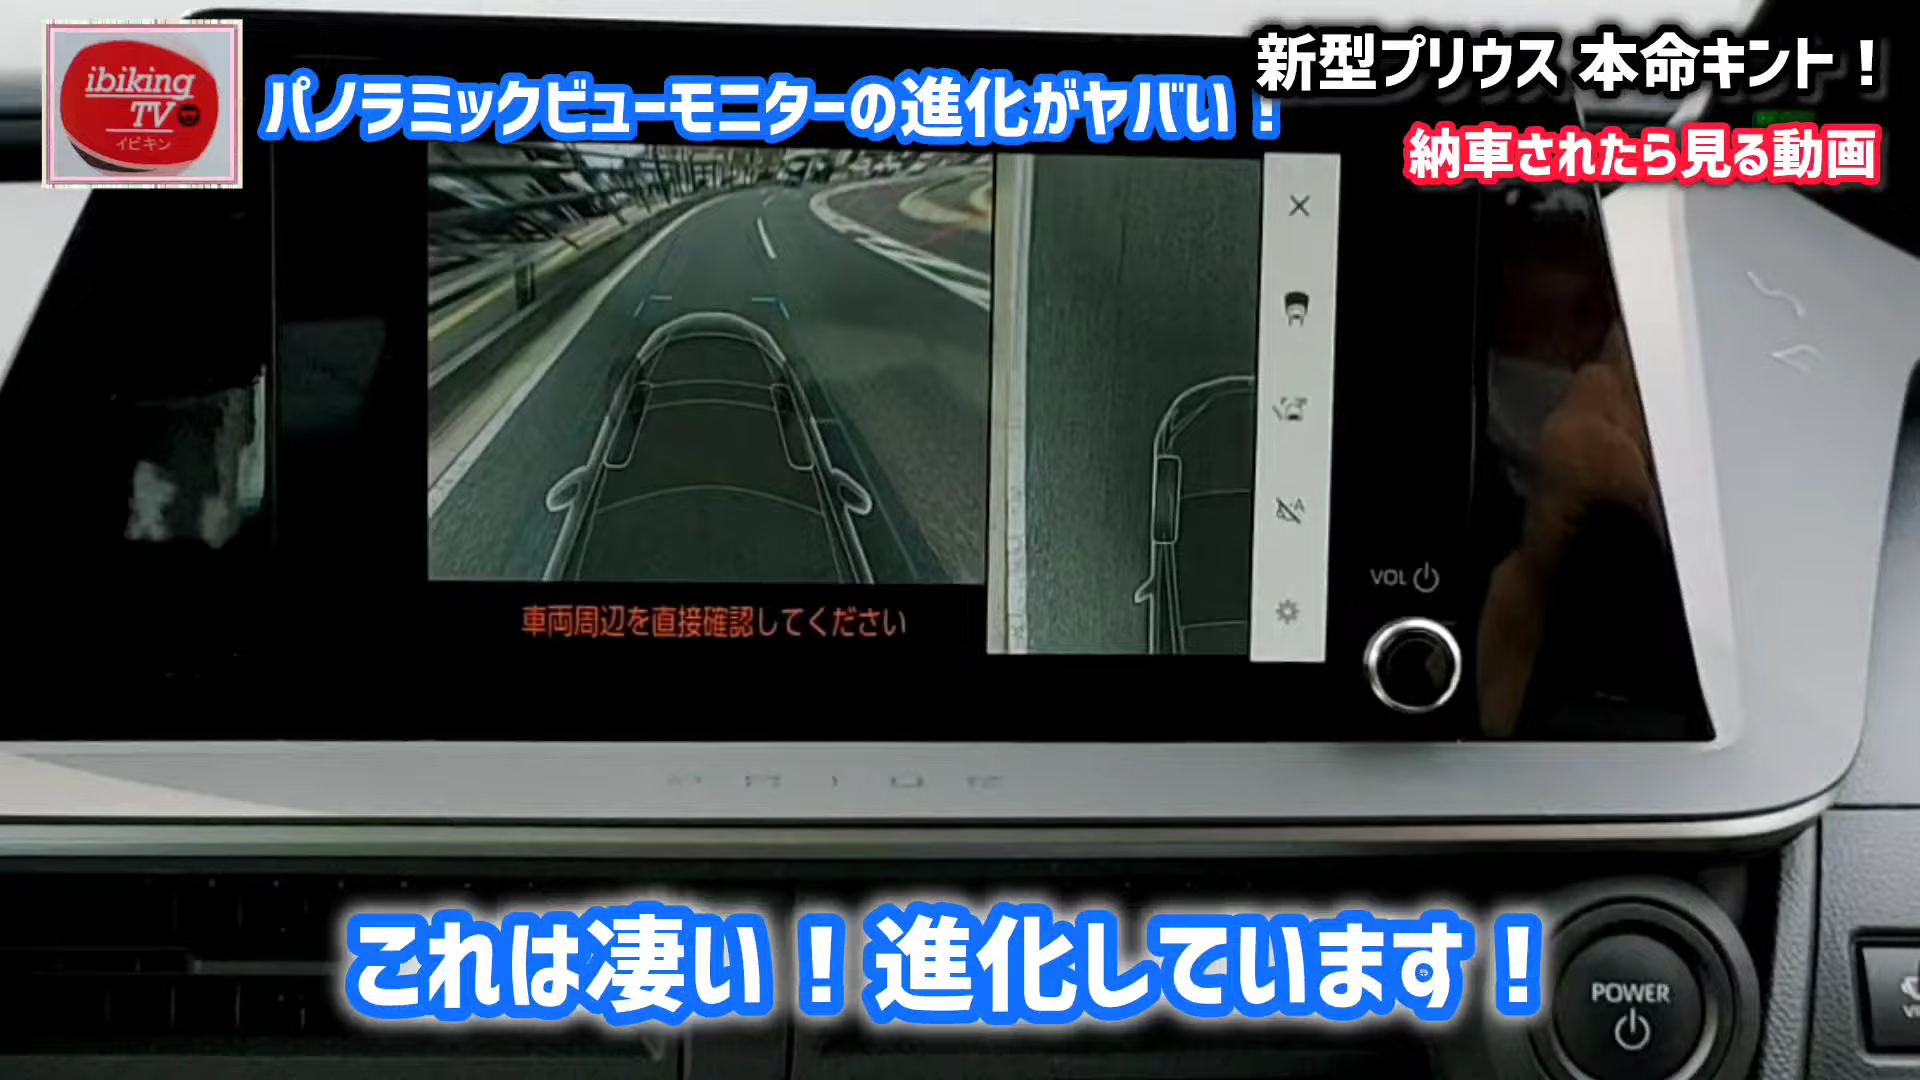 ibiking
TV
イビキン
パノラミックビューモニターの進化がヤバい！
新型プリウス 本命キント！
納車されたら見る動画
車両周辺を直接確認してください
VOL
これは凄い！進化しています！
POWER